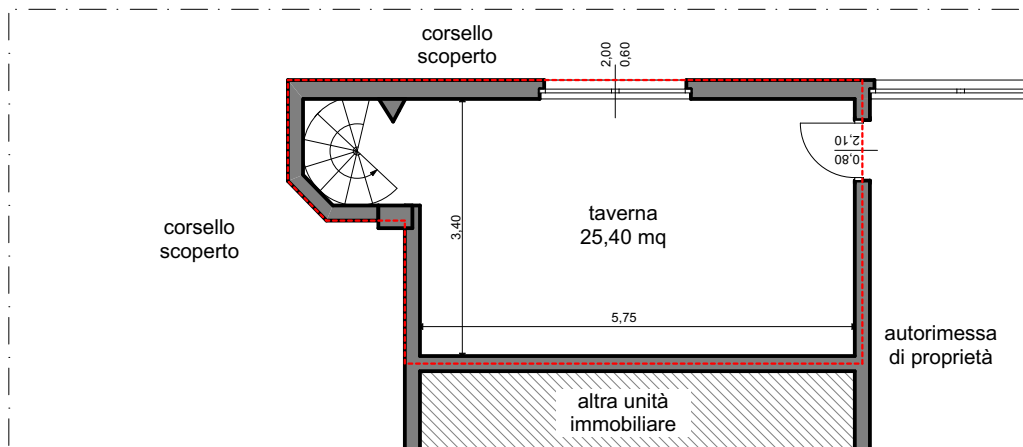 corsello
scoperto
2,00
0,60
2,10
0,80
taverna
25,40 mq
3,40
corsello
scoperto
5,75
autorimessa
di proprietà
altra unità
immobiliare